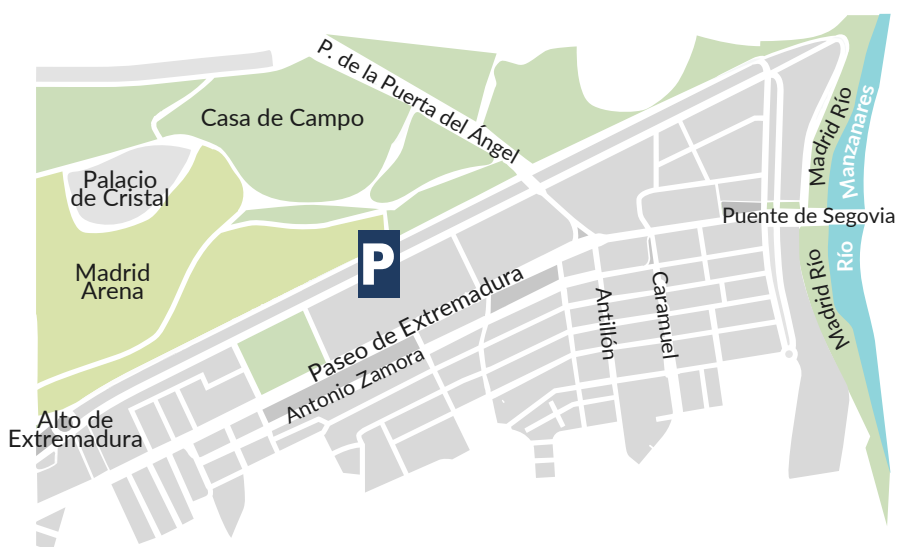 P. de la Puerta del Ángel
Casa de Campo
Madrid Río
Río Manzanares
Palacio
de Cristal
Puente de Segovia
P
Madrid
Arena
Madrid Río
Paseo de Extremadura
Antillón
Caramuel
Antonio Zamora
Alto de
Extremadura